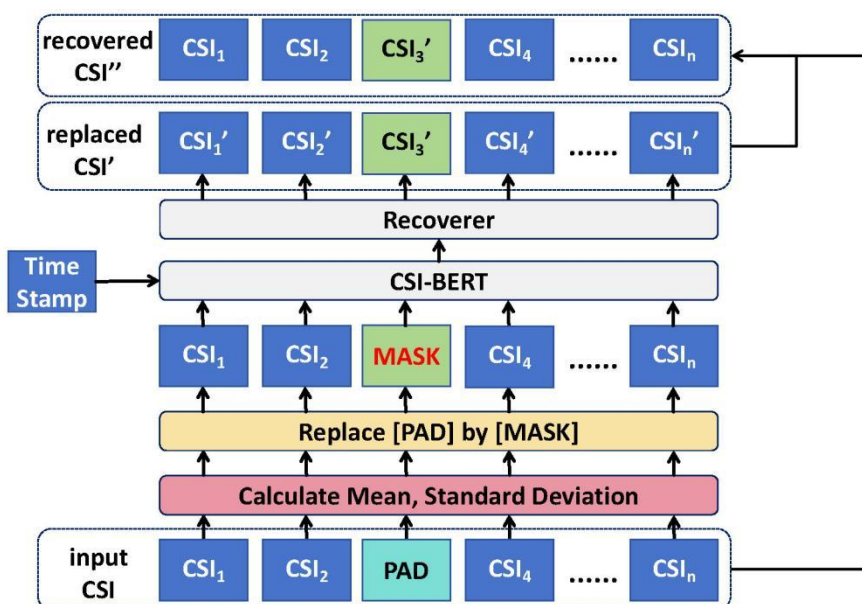 recovered CSI'' CSI₁ CSI₂ CSI₃' CSI₄ ...... CSIₙ
replaced CSI' CSI₁' CSI₂' CSI₃' CSI₄' ...... CSIₙ'
Recoverer
Time Stamp
CSI-BERT
CSI₁ CSI₂ MASK CSI₄ ...... CSIₙ
Replace [PAD] by [MASK]
Calculate Mean, Standard Deviation
input CSI CSI₁ CSI₂ PAD CSI₄ ...... CSIₙ